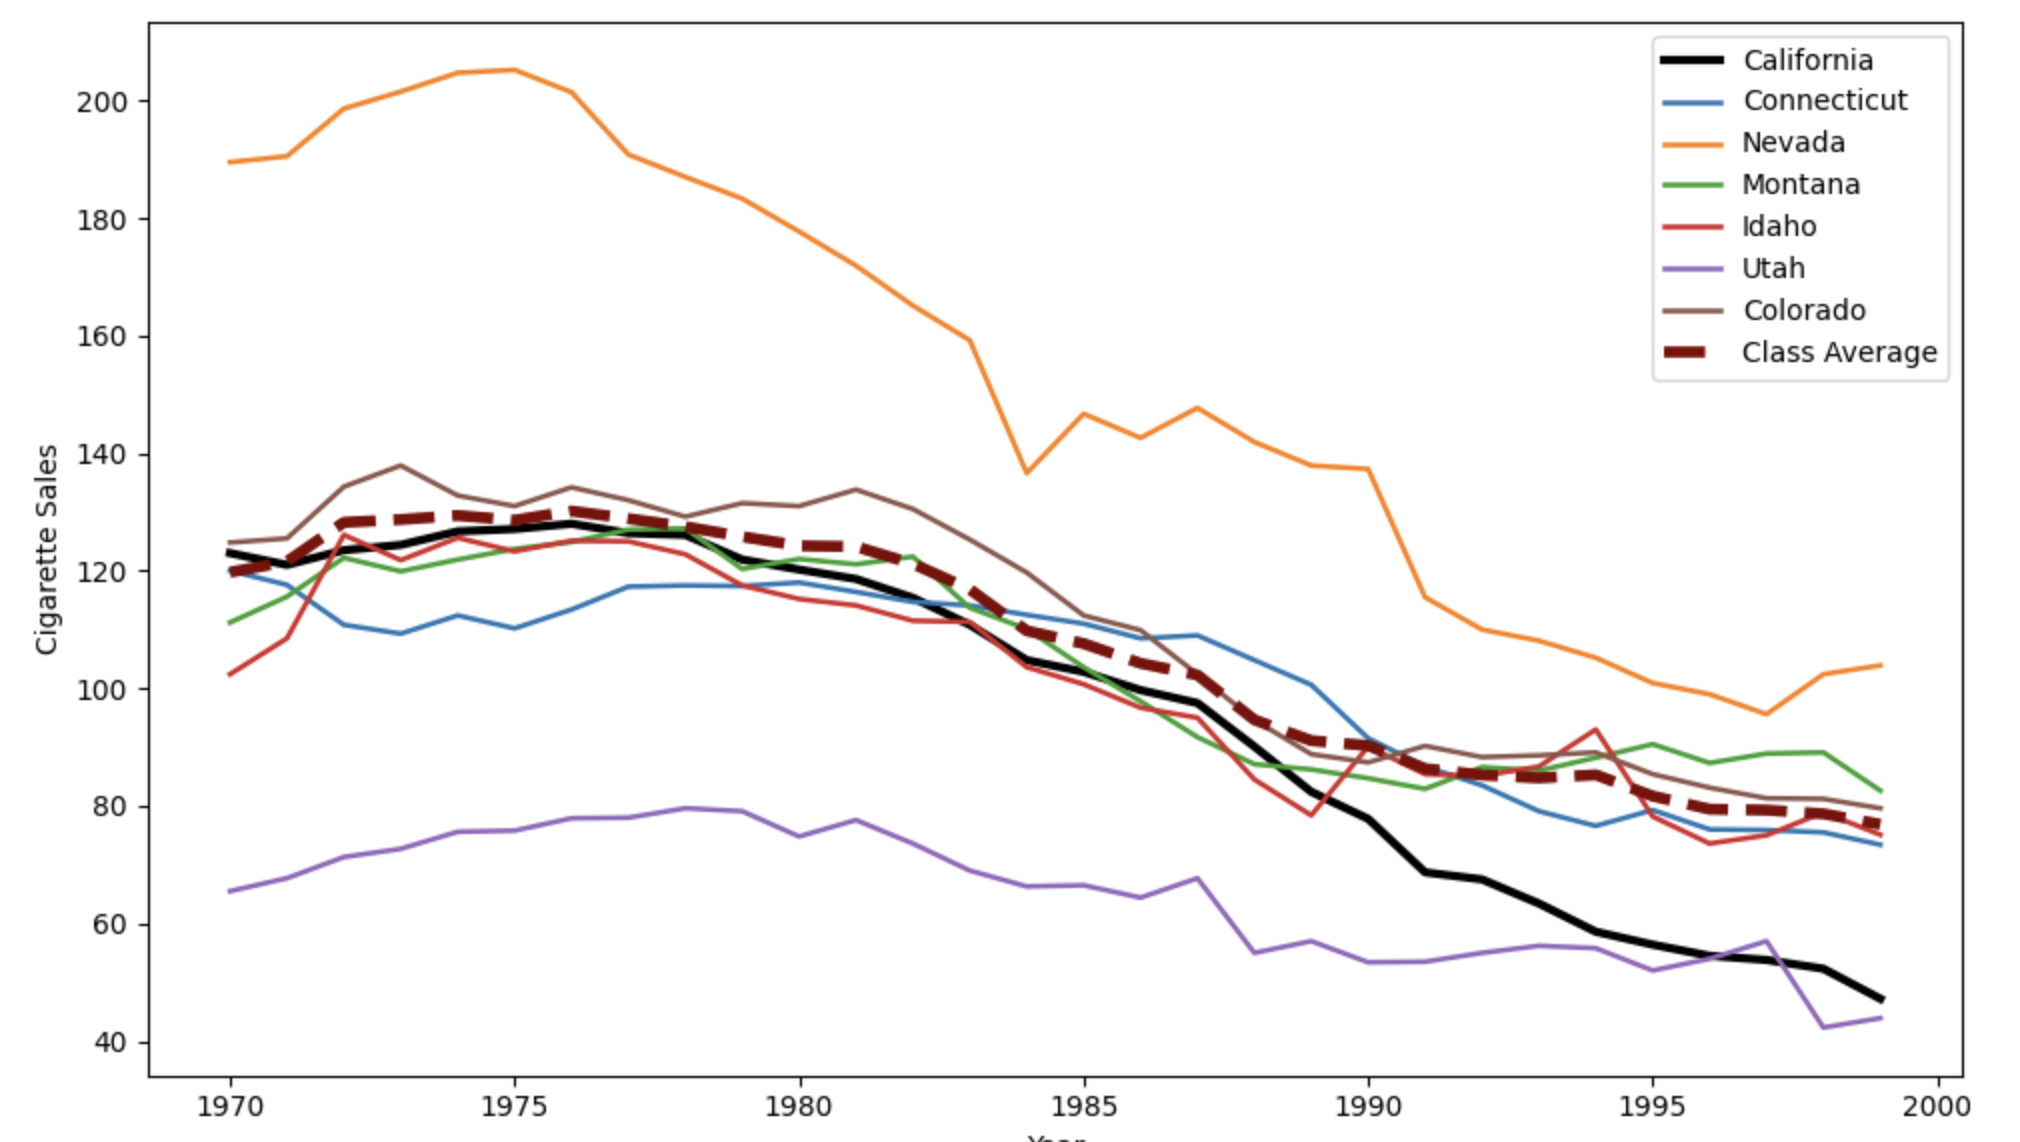 California
Connecticut
Nevada
Montana
Idaho
Utah
Colorado
Class Average
Cigarette Sales
200
180
160
140
120
100
80
60
40
1970 1975 1980 1985 1990 1995 2000
Year